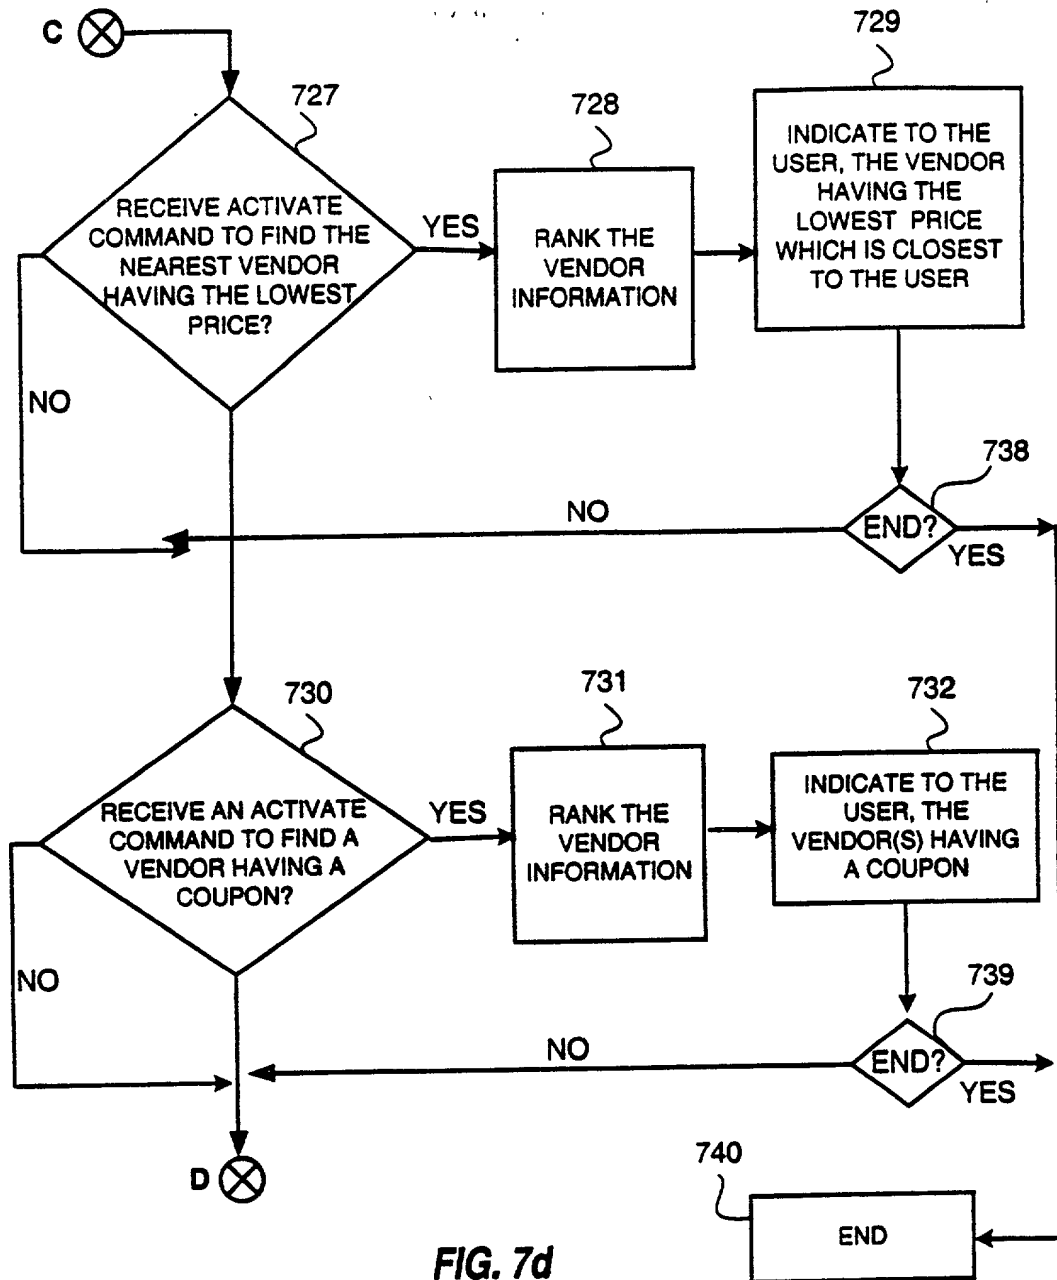 C
727
RECEIVE ACTIVATE
COMMAND TO FIND THE
NEAREST VENDOR
HAVING THE LOWEST
PRICE?
YES
NO
728
RANK THE
VENDOR
INFORMATION
729
INDICATE TO THE
USER, THE VENDOR
HAVING THE
LOWEST PRICE
WHICH IS CLOSEST
TO THE USER
738
END?
NO
YES
730
RECEIVE AN ACTIVATE
COMMAND TO FIND A
VENDOR HAVING A
COUPON?
YES
NO
731
RANK THE
VENDOR
INFORMATION
732
INDICATE TO THE
USER, THE
VENDOR(S) HAVING
A COUPON
739
END?
NO
YES
D
740
END
FIG. 7d